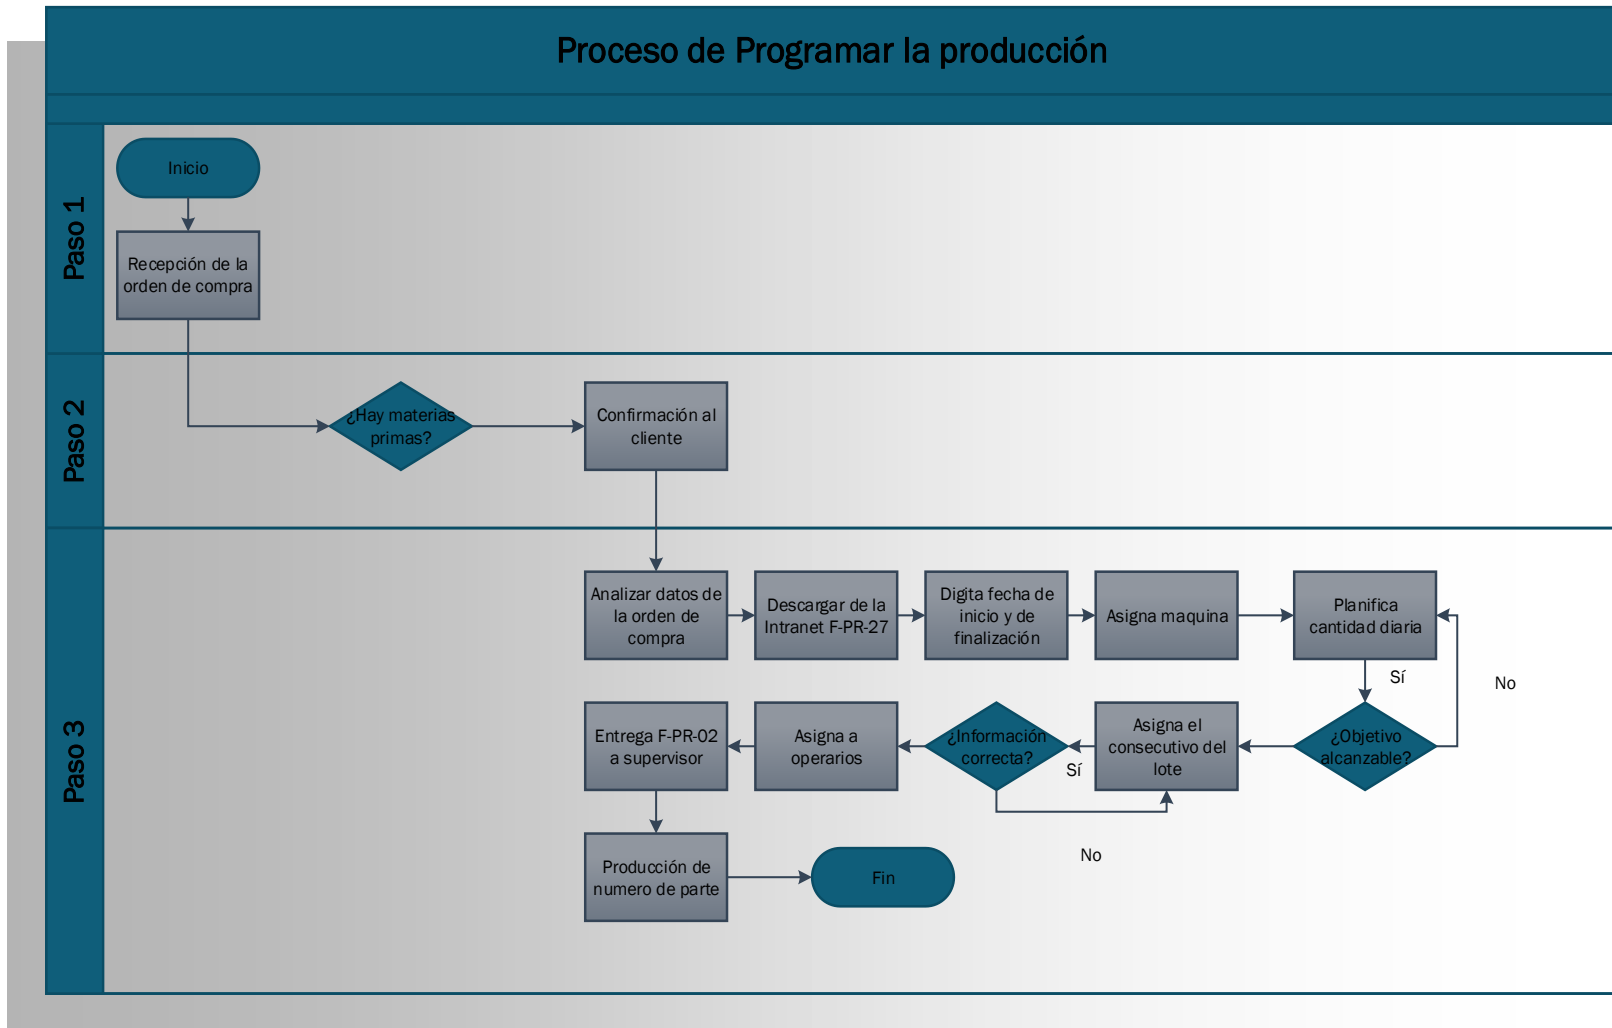 Proceso de Programar la producción
Paso 1
Inicio
Recepción de la
orden de compra
Paso 2
¿Hay materias
primas?
Confirmación al
cliente
Paso 3
Analizar datos de
la orden de
compra
Descargar de la
Intranet F-PR-27
Digita fecha de
inicio y de
finalización
Asigna maquina
Planifica
cantidad diaria
Sí
No
¿Objetivo
alcanzable?
Asigna el
consecutivo del
lote
Sí
¿Información
correcta?
No
Asigna a
operarios
Entrega F-PR-02
a supervisor
Producción de
numero de parte
Fin